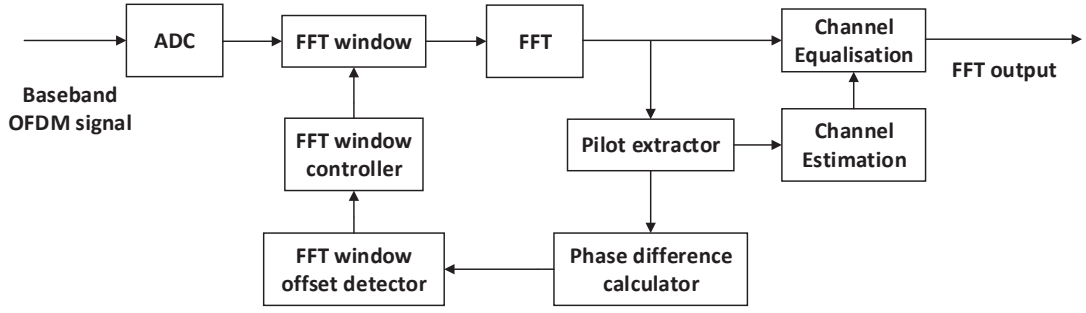 ADC
FFT window
FFT
Channel
Equalisation
FFT output
Baseband
OFDM signal
FFT window
controller
Pilot extractor
Channel
Estimation
FFT window
offset detector
Phase difference
calculator